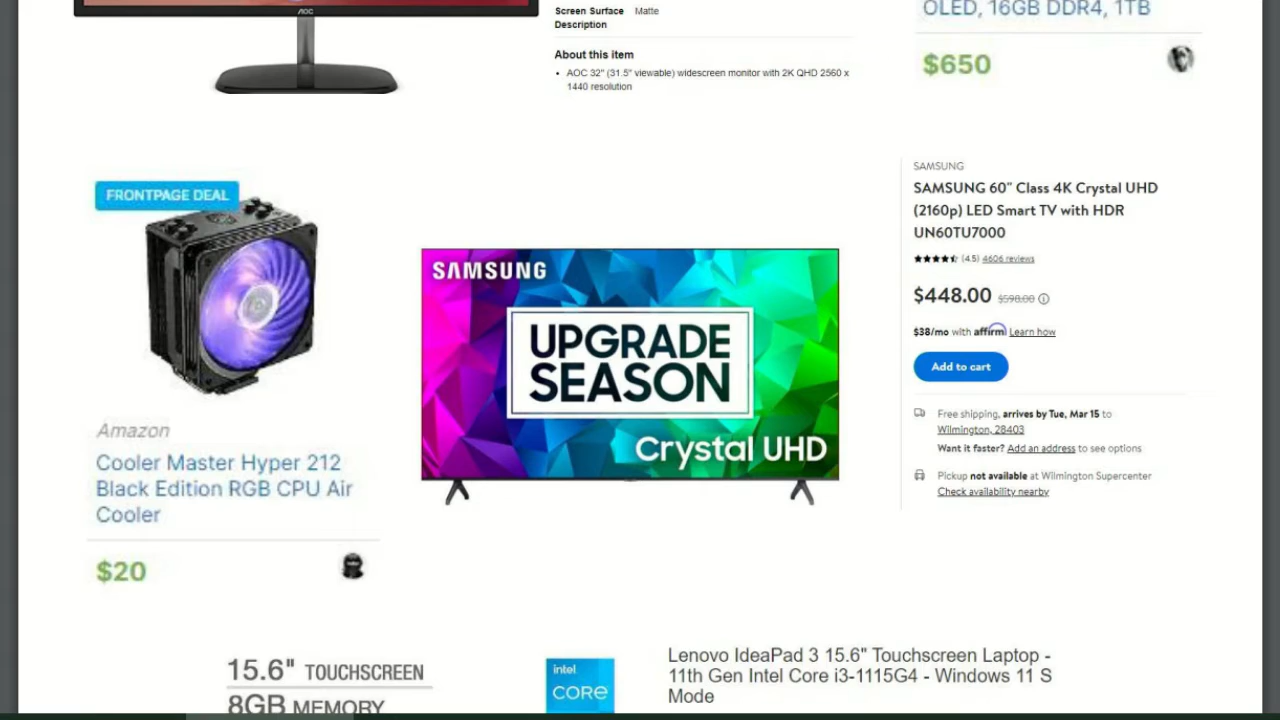 AOC
Screen Surface Matte
Description
About this item
• AOC 32" (31.5" viewable) widescreen monitor with 2K QHD 2560 x
1440 resolution
OLED, 16GB DDR4, 1TB
$650
FRONTPAGE DEAL
Amazon
Cooler Master Hyper 212
Black Edition RGB CPU Air
Cooler
$20
SAMSUNG
UPGRADE
SEASON
Crystal UHD
SAMSUNG
SAMSUNG 60" Class 4K Crystal UHD
(2160p) LED Smart TV with HDR
UN60TU7000
(4.5) 4606 reviews
$448.00 $598.00
$38/mo with affirm Learn how
Add to cart
Free shipping, arrives by Tue, Mar 15 to
Wilmington, 28403
Want it faster? Add an address to see options
Pickup not available at Wilmington Supercenter
Check availability nearby
15.6" TOUCHSCREEN
8GB MEMORY
intel
CORE
Lenovo IdeaPad 3 15.6" Touchscreen Laptop -
11th Gen Intel Core i3-1115G4 - Windows 11 S
Mode